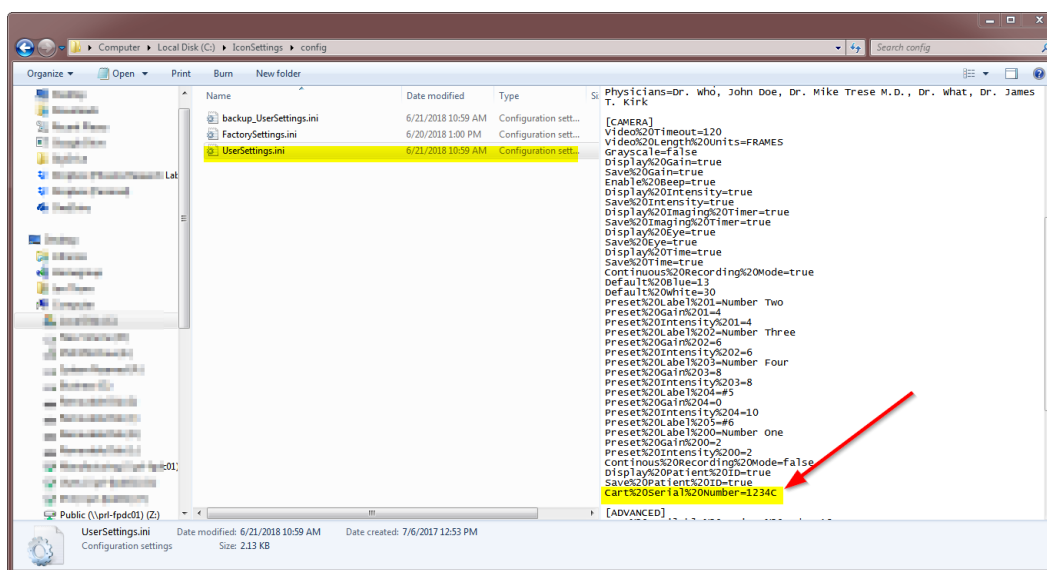 Computer ▸ Local Disk (C:) ▸ IconSettings ▸ config
Search config
Organize ▾ Open ▾ Print Burn New folder
Name Date modified Type Si
backup_UserSettings.ini 6/21/2018 10:59 AM Configuration sett...
FactorySettings.ini 6/20/2018 1:00 PM Configuration sett...
UserSettings.ini 6/21/2018 10:59 AM Configuration sett...
Lab
c01)
Public (\\prl-fpdc01) (Z:)
Physicians=Dr. Who, John Doe, Dr. Mike Trese M.D., Dr. What, Dr. James
T. Kirk
[CAMERA]
Video%20Timeout=120
Video%20Length%20Units=FRAMES
Grayscale=false
Display%20Gain=true
Save%20Gain=true
Enable%20Beep=true
Display%20Intensity=true
Save%20Intensity=true
Display%20Imaging%20Timer=true
Save%20Imaging%20Timer=true
Display%20Eye=true
Save%20Eye=true
Display%20Time=true
Save%20Time=true
Continuous%20Recording%20Mode=true
Default%20Blue=13
Default%20White=30
Preset%20Label%201=Number Two
Preset%20Gain%201=4
Preset%20Intensity%201=4
Preset%20Label%202=Number Three
Preset%20Gain%202=6
Preset%20Intensity%202=6
Preset%20Label%203=Number Four
Preset%20Gain%203=8
Preset%20Intensity%203=8
Preset%20Label%204=#5
Preset%20Gain%204=0
Preset%20Intensity%204=10
Preset%20Label%205=#6
Preset%20Label%200=Number One
Preset%20Gain%200=2
Preset%20Intensity%200=2
Continous%20Recording%20Mode=false
Display%20Patient%20ID=true
Save%20Patient%20ID=true
Cart%20Serial%20Number=1234C
[ADVANCED]
UserSettings.ini Date modified: 6/21/2018 10:59 AM Date created: 7/6/2017 12:53 PM
Configuration settings Size: 2.13 KB